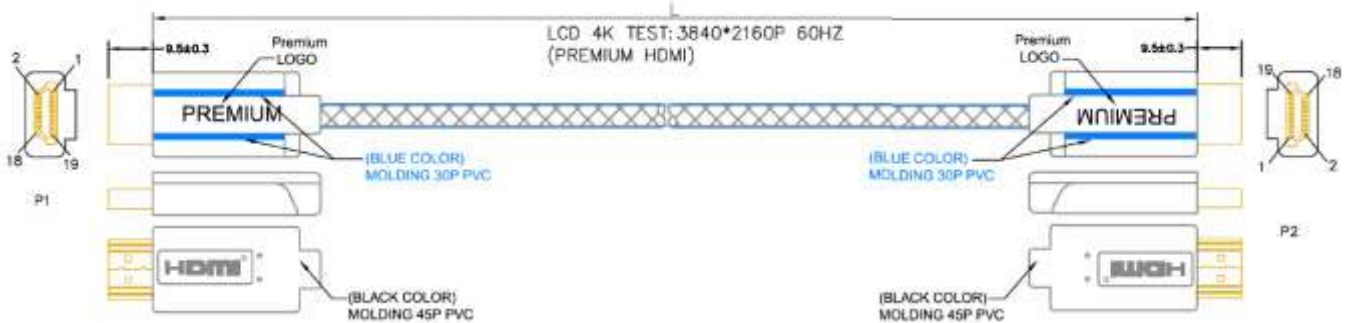 L
LCD 4K TEST:3840*2160P 60HZ
(PREMIUM HDMI)
9.5±0.3
Premium
LOGO
Premium
LOGO
9.5±0.3
2
1
19
18
PREMIUM
PREMIUM
18
19
1
2
(BLUE COLOR)
MOLDING 30P PVC
(BLUE COLOR)
MOLDING 30P PVC
P1
P2
HDMI
HDMI
(BLACK COLOR)
MOLDING 45P PVC
(BLACK COLOR)
MOLDING 45P PVC